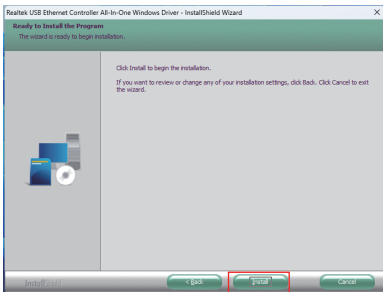 Realtek USB Ethernet Controller All-In-One Windows Driver - InstallShield Wizard
Ready to Install the Program
The wizard is ready to begin installation.
Click Install to begin the installation.
If you want to review or change any of your installation settings, click Back. Click Cancel to exit
the wizard.
InstallShield
< Back
Install
Cancel